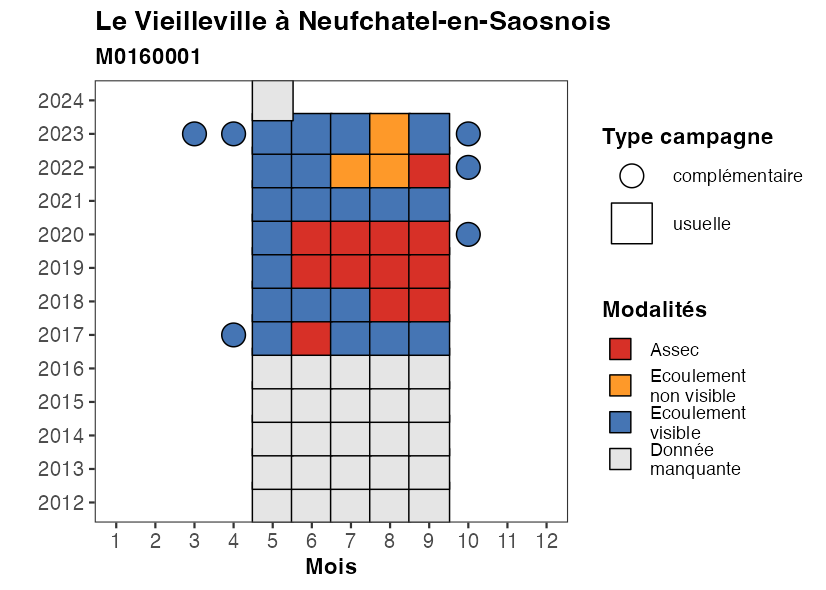 Le Vieilleville à Neufchatel-en-Saosnois
M0160001
2024
2023
2022
2021
2020
2019
2018
2017
2016
2015
2014
2013
2012
1 2 3 4 5 6 7 8 9 10 11 12
Mois
Type campagne
complémentaire
usuelle
Modalités
Assec
Ecoulement
non visible
Ecoulement
visible
Donnée
manquante